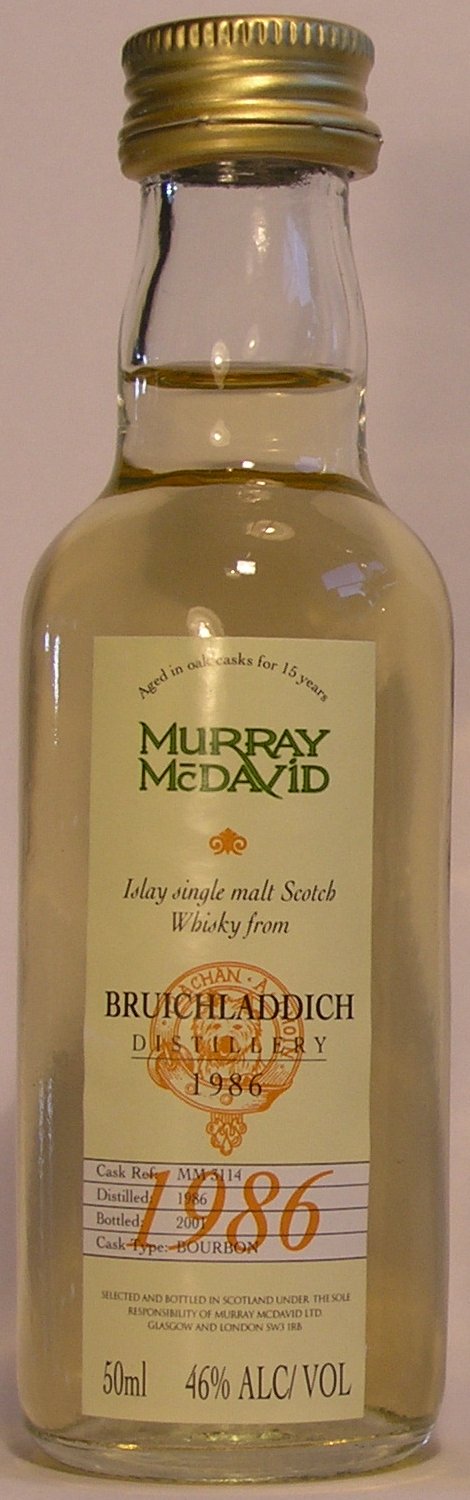 Aged in oak casks for 15 years
MURRAY
McDAVID
Islay single malt Scotch
Whisky from
BRUICHLADDICH
DISTILLERY
1986
1986
Cask Ref: MM 3114
Distilled: 1986
Bottled: 2001
Cask Type: BOURBON
SELECTED AND BOTTLED IN SCOTLAND UNDER THE SOLE
RESPONSIBILITY OF MURRAY MCDAVID LTD.
GLASGOW AND LONDON SW3 1RB
50ml 46% ALC/VOL